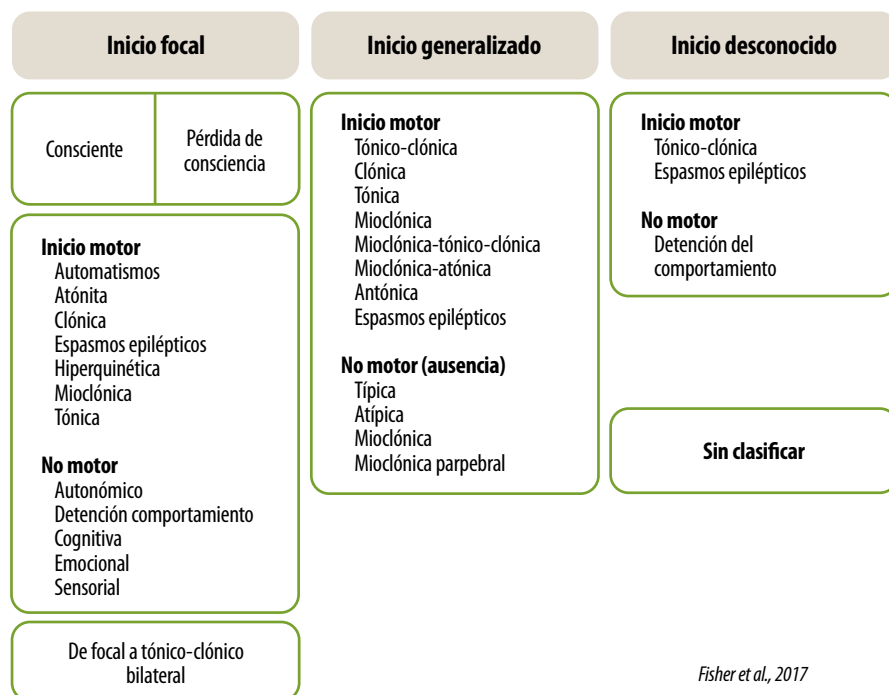 Inicio focal
Consciente
Pérdida de
consciencia
Inicio motor
Automatismos
Atónita
Clónica
Espasmos epilépticos
Hiperquinética
Mioclónica
Tónica
No motor
Autonómico
Detención comportamiento
Cognitiva
Emocional
Sensorial
De focal a tónico-clónico
bilateral
Inicio generalizado
Inicio motor
Tónico-clónica
Clónica
Tónica
Mioclónica
Mioclónica-tónico-clónica
Mioclónica-atónica
Antónica
Espasmos epilépticos
No motor (ausencia)
Típica
Atípica
Mioclónica
Mioclónica parpebral
Inicio desconocido
Inicio motor
Tónico-clónica
Espasmos epilépticos
No motor
Detención del
comportamiento
Sin clasificar
Fisher et al., 2017